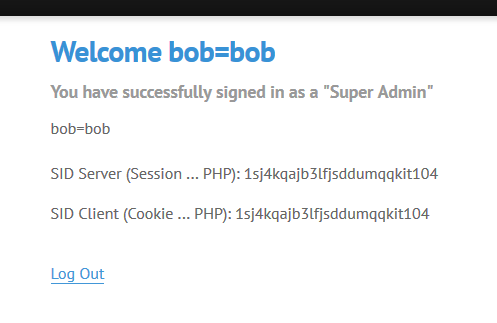 Welcome bob=bob
You have successfully signed in as a "Super Admin"
bob=bob
SID Server (Session ... PHP): 1sj4kqajb3lfjsddumqqkit104
SID Client (Cookie ... PHP): 1sj4kqajb3lfjsddumqqkit104
Log Out